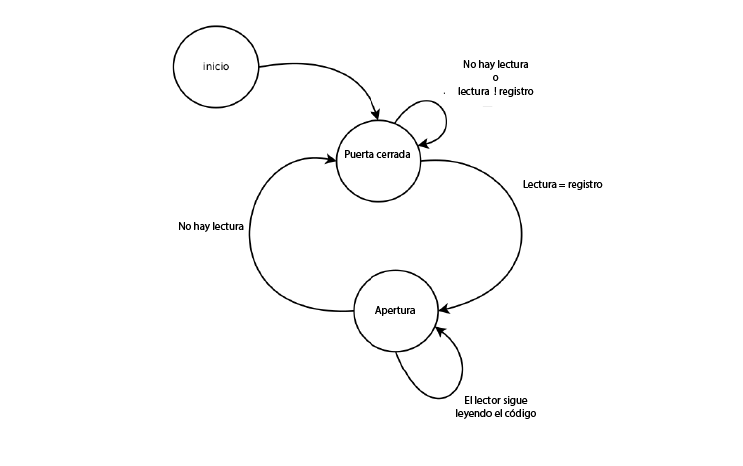 inicio
No hay lectura
o
lectura ! registro
Puerta cerrada
Lectura = registro
No hay lectura
Apertura
El lector sigue
leyendo el código